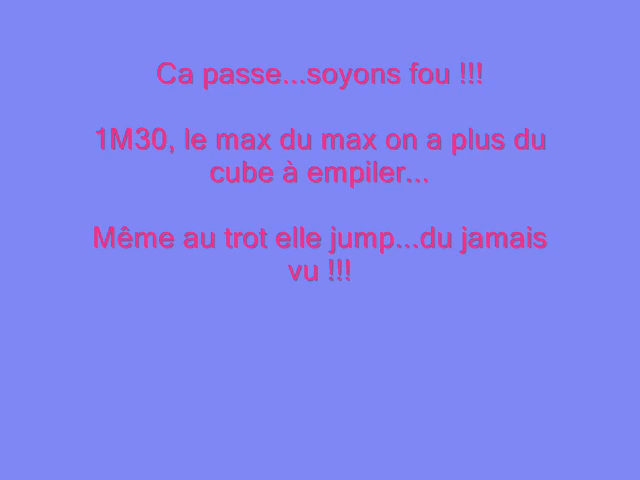 Ca passe...soyons fou !!!
1M30, le max du max on a plus du
cube à empiler...
Même au trot elle jump...du jamais
vu !!!